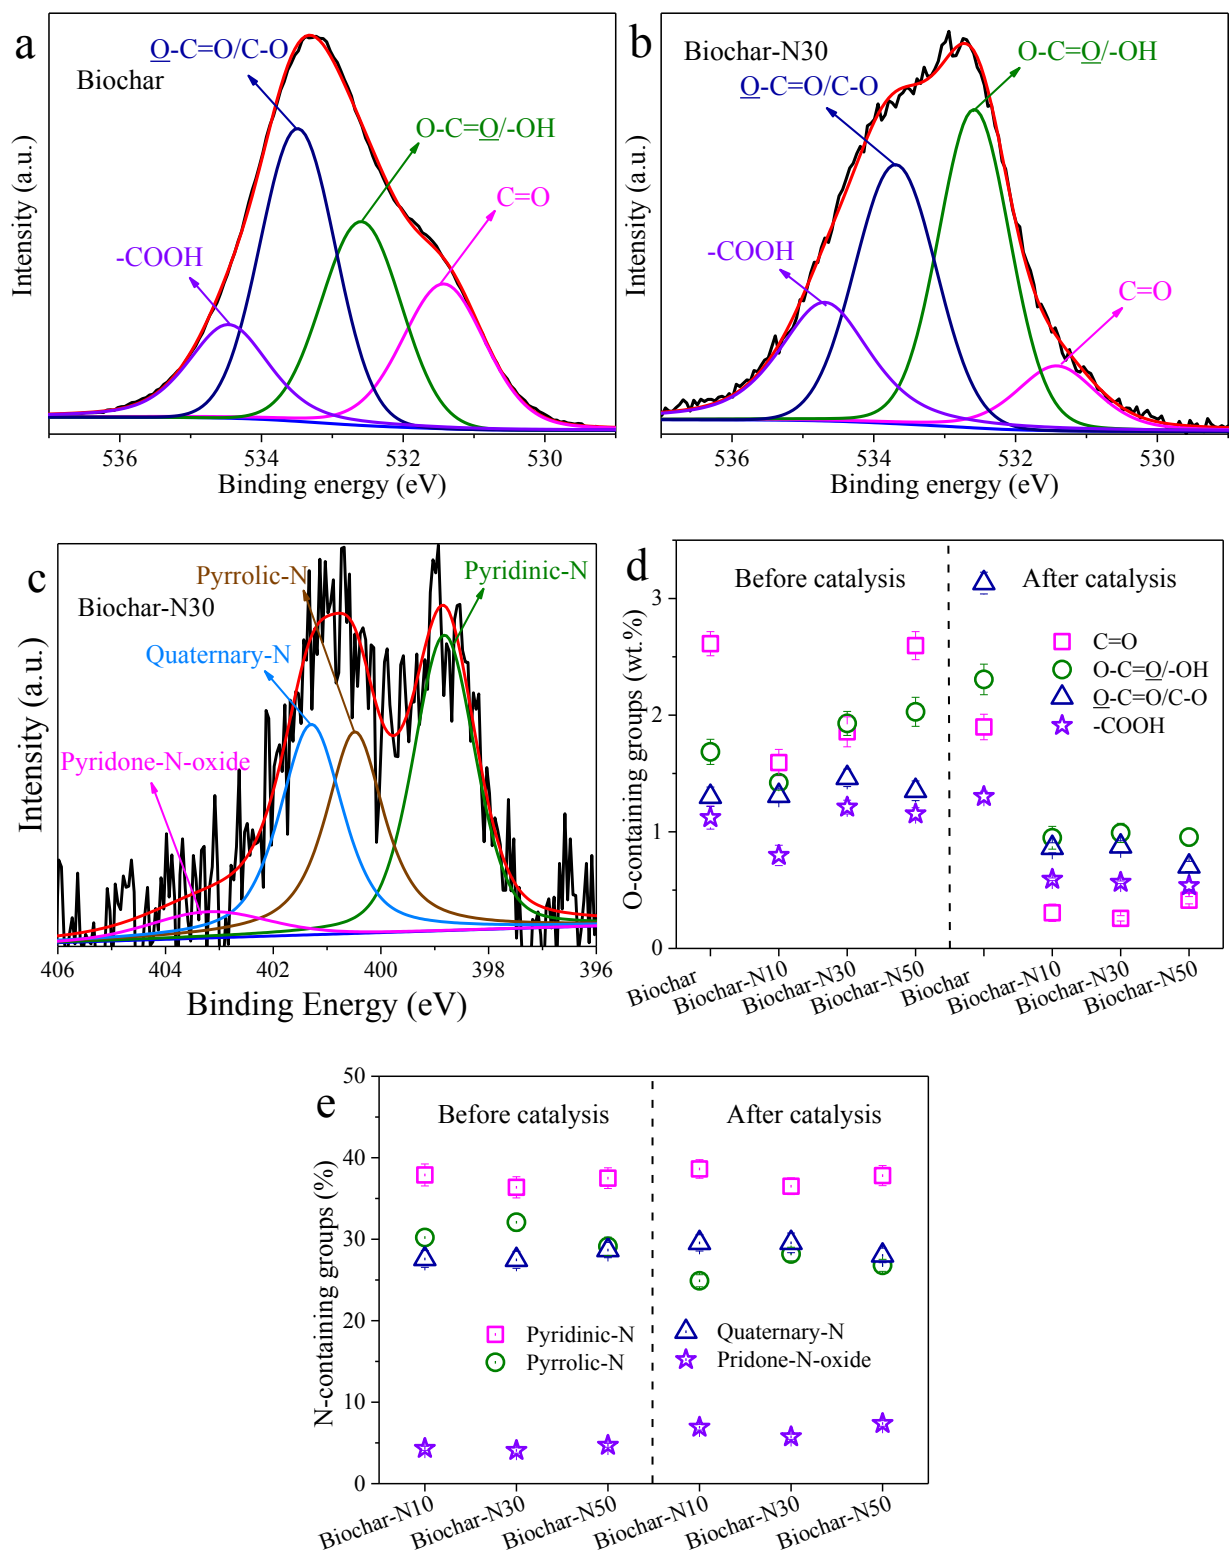 a
Biochar
O-C=O/C-O
O-C=O/-OH
C=O
-COOH
Intensity (a.u.)
536
534
532
530
Binding energy (eV)
b
Biochar-N30
O-C=O/-OH
O-C=O/C-O
-COOH
C=O
Intensity (a.u.)
536
534
532
530
Binding energy (eV)
c
Biochar-N30
Pyrrolic-N
Pyridinic-N
Quaternary-N
Pyridone-N-oxide
Intensity (a.u.)
406
404
402
400
398
396
Binding Energy (eV)
d
Before catalysis
After catalysis
C=O
O-C=O/-OH
O-C=O/C-O
-COOH
O-containing groups (wt.%)
3
2
1
0
Biochar
Biochar-N10
Biochar-N30
Biochar-N50
Biochar
Biochar-N10
Biochar-N30
Biochar-N50
e
Before catalysis
After catalysis
N-containing groups (%)
50
40
30
20
10
0
Pyridinic-N
Pyrrolic-N
Quaternary-N
Pridone-N-oxide
Biochar-N10
Biochar-N30
Biochar-N50
Biochar-N10
Biochar-N30
Biochar-N50